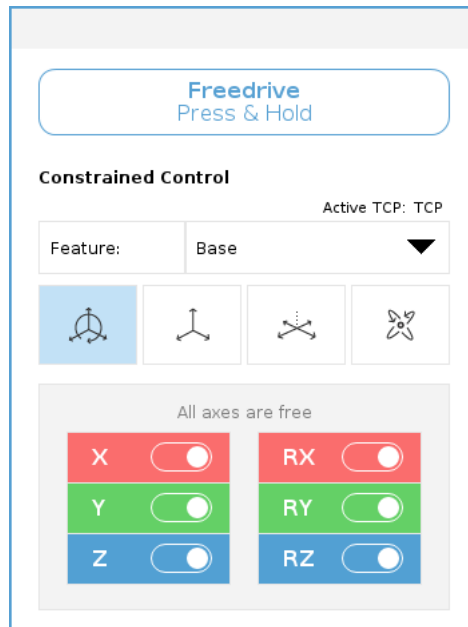 Freedrive
Press & Hold
Constrained Control
Active TCP: TCP
Feature: Base
All axes are free
X RX
Y RY
Z RZ